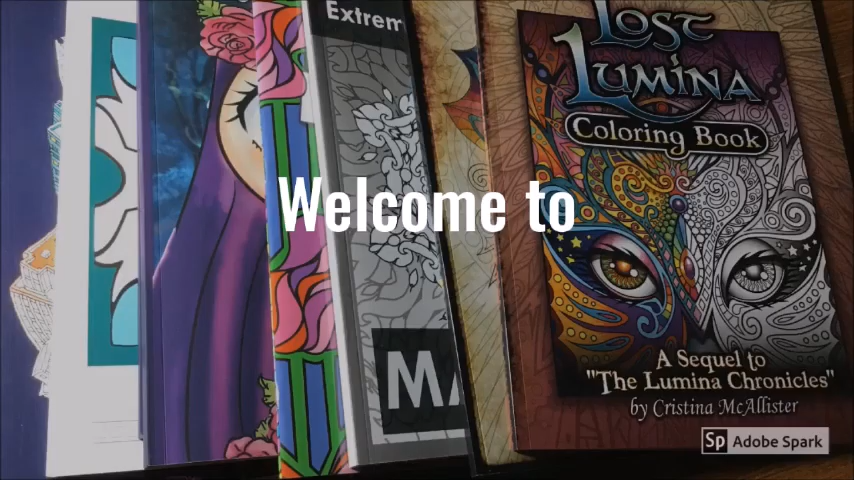 Extrem
Lost
Lumina
Coloring Book
Welcome to
MA
A Sequel to
"The Lumina Chronicles"
by Cristina McAllister
Sp Adobe Spark